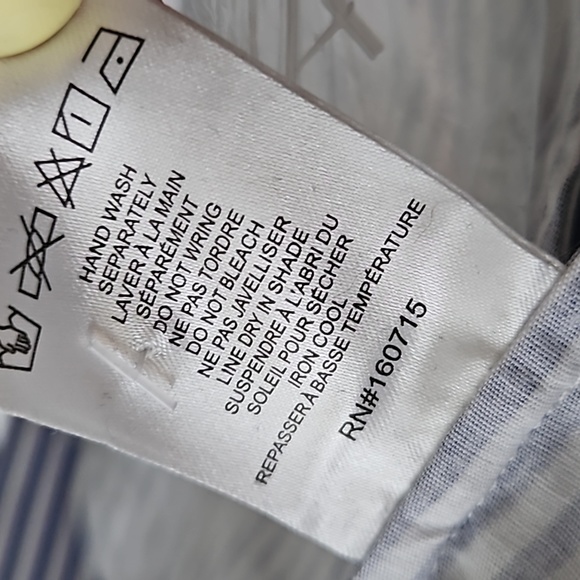 HAND WASH
SEPARATELY
LAVER À LA MAIN
SÉPARÉMENT
DO NOT WRING
NE PAS TORDRE
DO NOT BLEACH
NE PAS JAVELLISER
LINE DRY IN SHADE
SUSPENDRE À L'ABRI DU
SOLEIL POUR SÉCHER
IRON COOL
REPASSER À BASSE TEMPÉRATURE
RN#160715